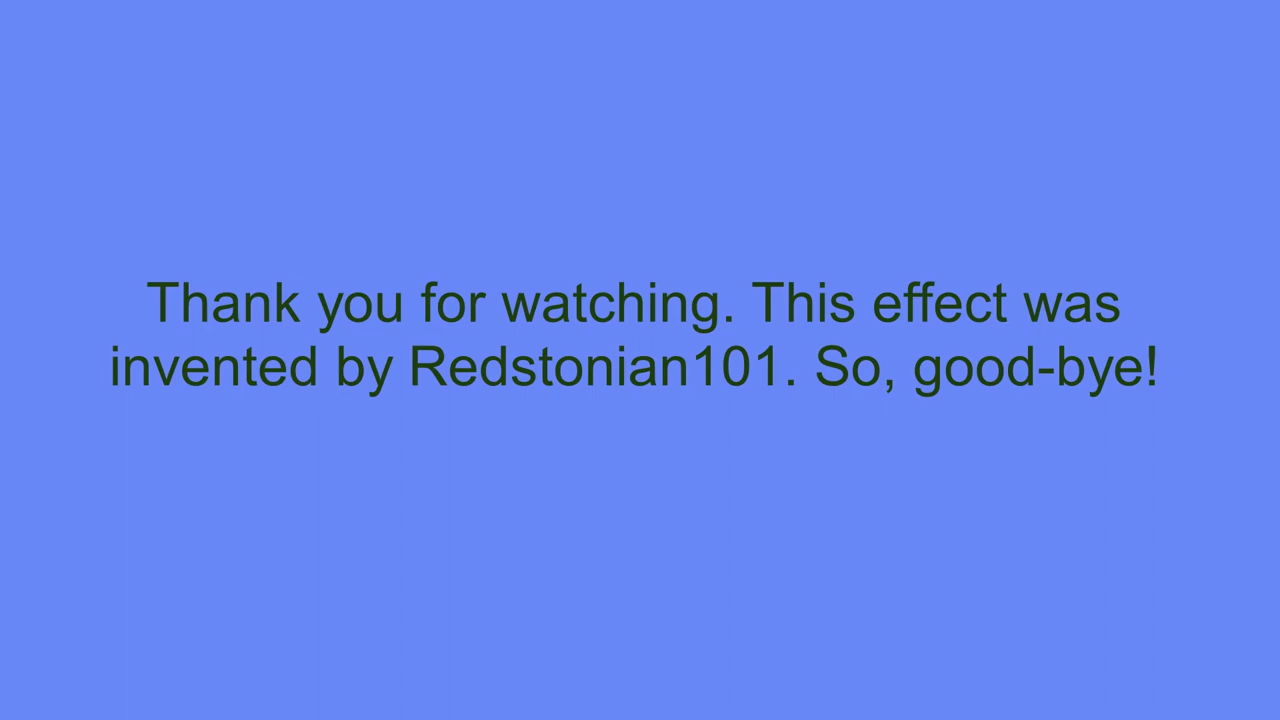 Thank you for watching. This effect was
invented by Redstonian101. So, good-bye!